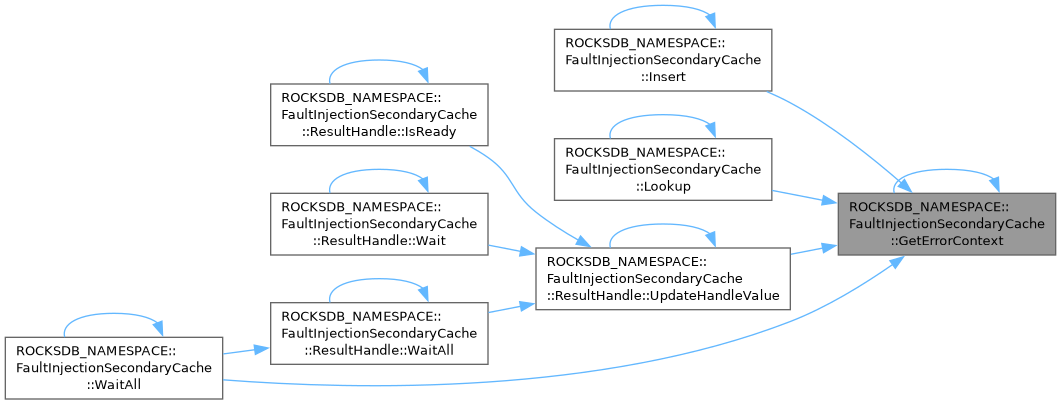 ROCKSDB_NAMESPACE::
FaultInjectionSecondaryCache
::Insert
ROCKSDB_NAMESPACE::
FaultInjectionSecondaryCache
::ResultHandle::IsReady
ROCKSDB_NAMESPACE::
FaultInjectionSecondaryCache
::Lookup
ROCKSDB_NAMESPACE::
FaultInjectionSecondaryCache
::ResultHandle::Wait
ROCKSDB_NAMESPACE::
FaultInjectionSecondaryCache
::GetErrorContext
ROCKSDB_NAMESPACE::
FaultInjectionSecondaryCache
::ResultHandle::UpdateHandleValue
ROCKSDB_NAMESPACE::
FaultInjectionSecondaryCache
::ResultHandle::WaitAll
ROCKSDB_NAMESPACE::
FaultInjectionSecondaryCache
::WaitAll